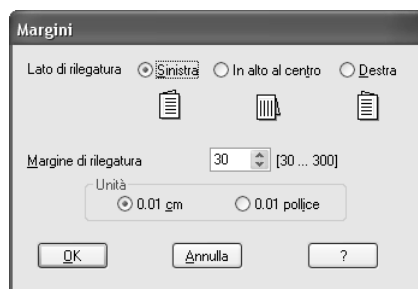 Margini
Lato di rilegatura Sinistra In alto al centro Destra
Margine di rilegatura 30 [30 ... 300]
Unità
0.01 cm 0.01 pollice
OK Annulla ?